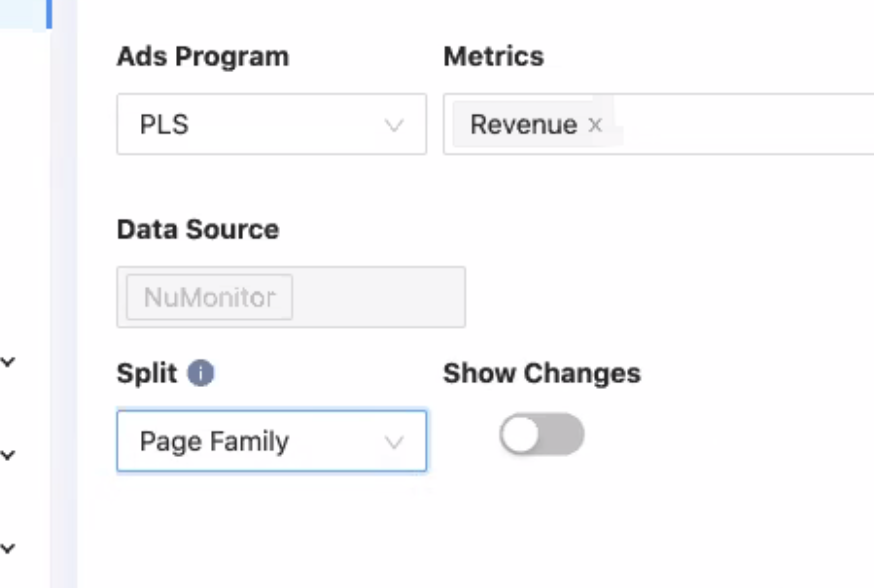 Ads Program Metrics
PLS Revenue ×
Data Source
NuMonitor
Split i Show Changes
Page Family